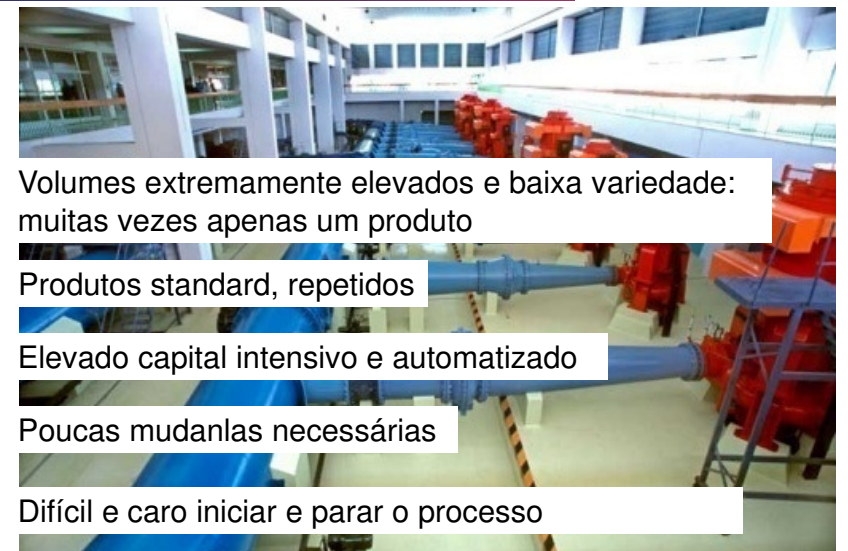 Volumes extremamente elevados e baixa variedade:
muitas vezes apenas um produto
Produtos standard, repetidos
Elevado capital intensivo e automatizado
Poucas mudanlas necessárias
Difícil e caro iniciar e parar o processo